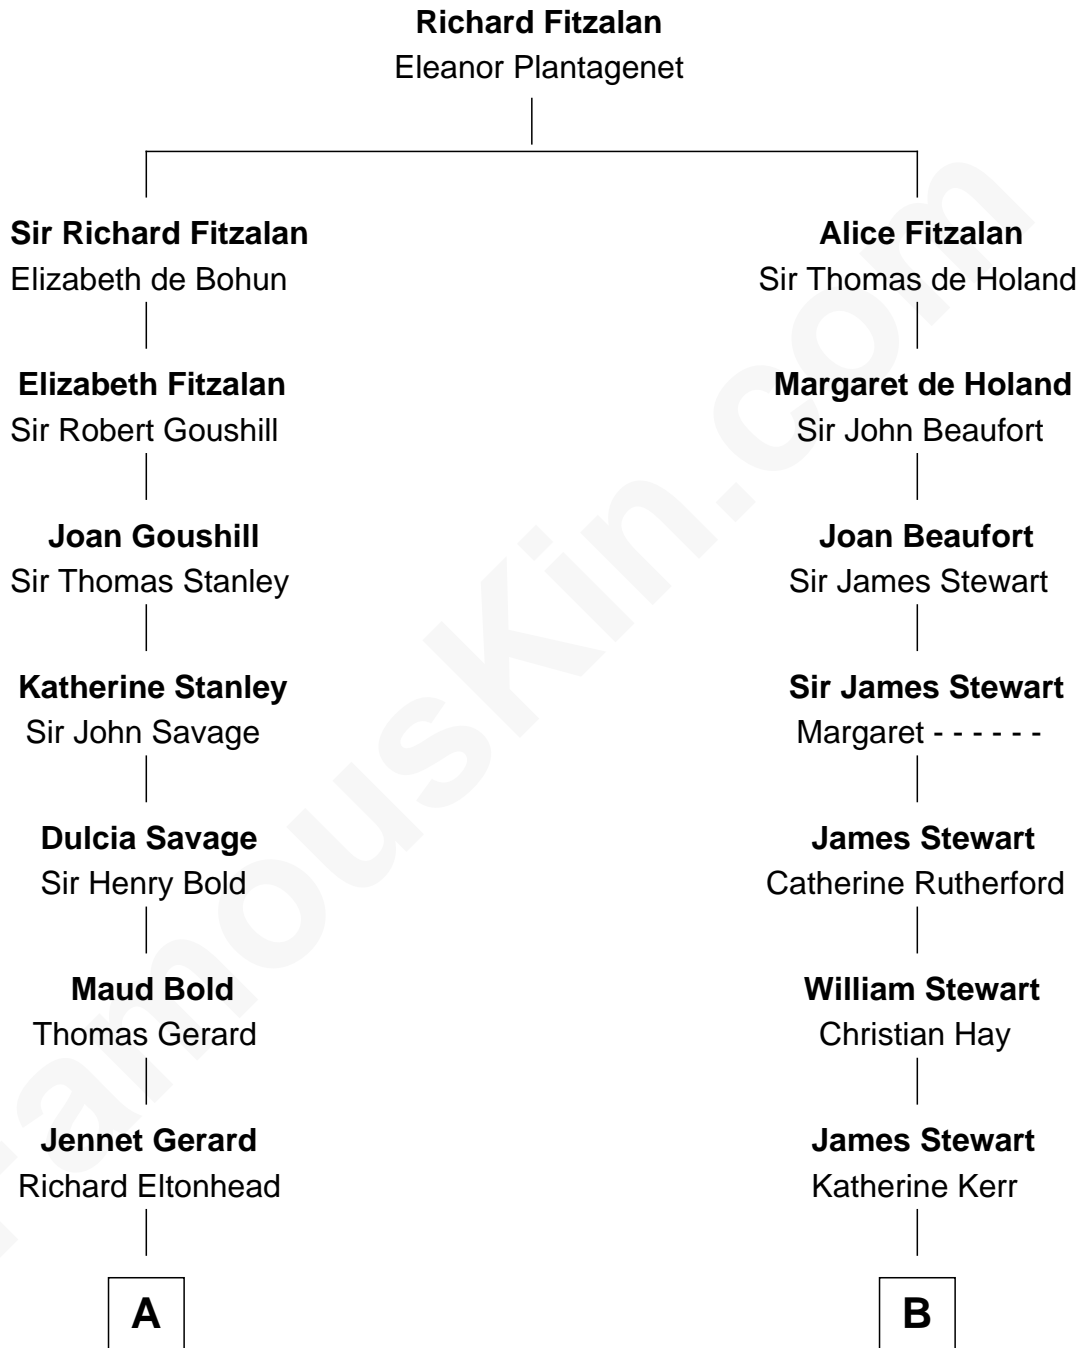 Richard Fitzalan
Eleanor Plantagenet
Sir Richard Fitzalan
Elizabeth de Bohun
Elizabeth Fitzalan
Sir Robert Goushill
Joan Goushill
Sir Thomas Stanley
Katherine Stanley
Sir John Savage
Dulcia Savage
Sir Henry Bold
Maud Bold
Thomas Gerard
Jennet Gerard
Richard Eltonhead
A
Alice Fitzalan
Sir Thomas de Holand
Margaret de Holand
Sir John Beaufort
Joan Beaufort
Sir James Stewart
Sir James Stewart
Margaret - - - - - -
James Stewart
Catherine Rutherford
William Stewart
Christian Hay
James Stewart
Katherine Kerr
B
FamousKin.com